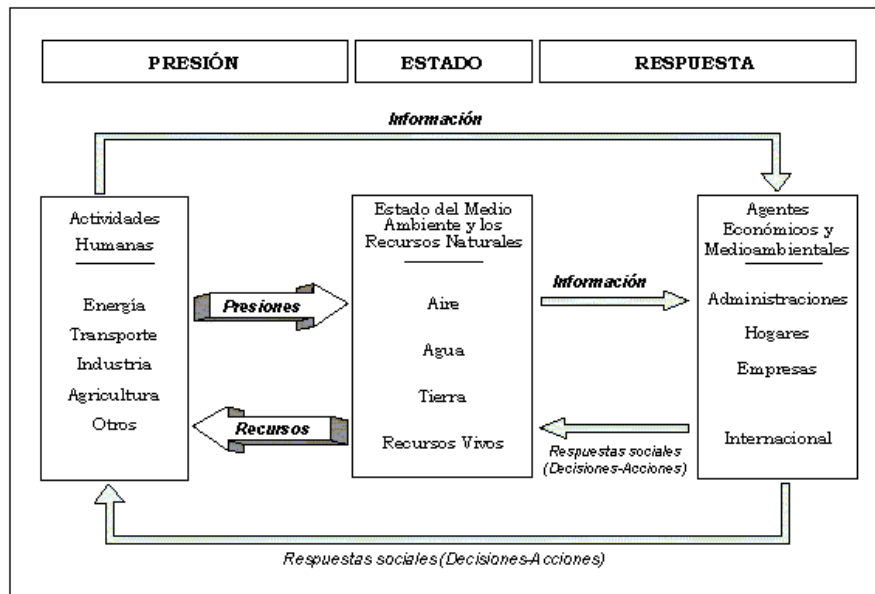 PRESIÓN
ESTADO
RESPUESTA
Información
Actividades
Humanas
Energía
Transporte
Industria
Agricultura
Otros
Presiones
Recursos
Estado del Medio
Ambiente y los
Recursos Naturales
Aire
Agua
Tierra
Recursos Vivos
Información
Respuestas sociales
(Decisiones-Acciones)
Agentes
Económicos y
Medioambientales
Administraciones
Hogares
Empresas
Internacional
Respuestas sociales (Decisiones-Acciones)